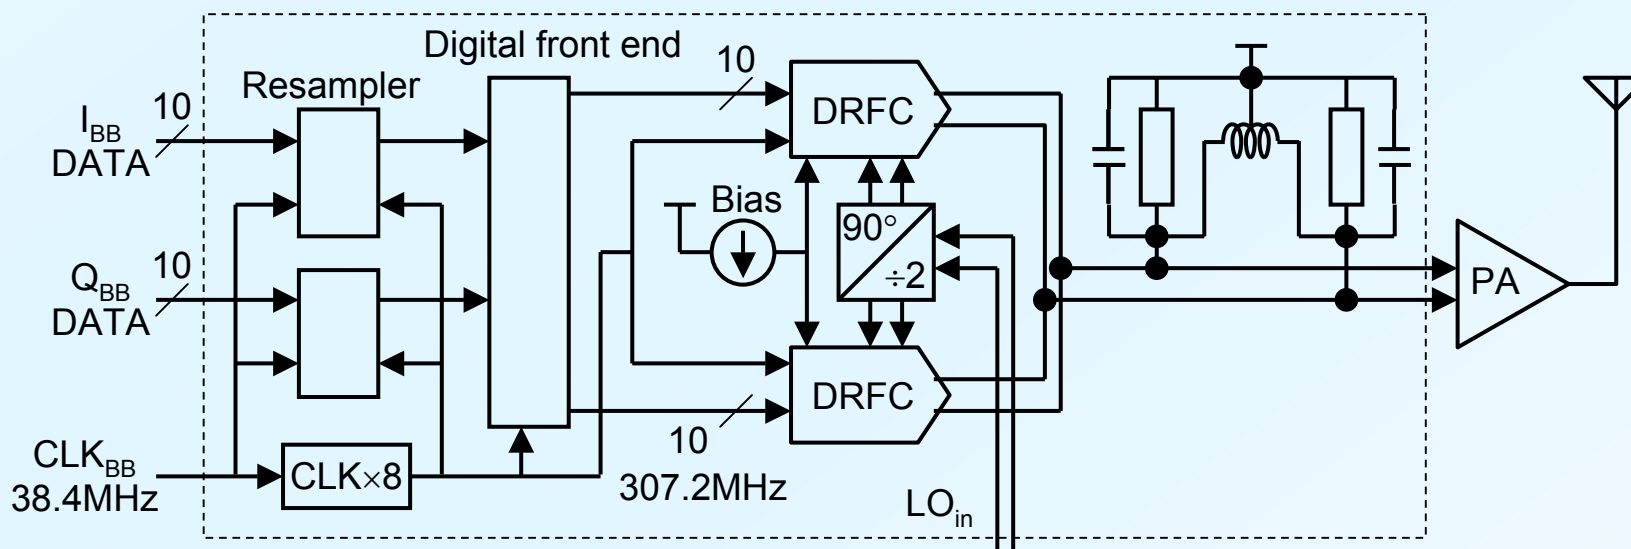 Digital front end
Resampler
10
10
I_BB
DATA
DRFC
Bias
90°
÷2
10
Q_BB
DATA
PA
DRFC
10
CLK_BB
38.4MHz
CLK×8
307.2MHz
LO_in